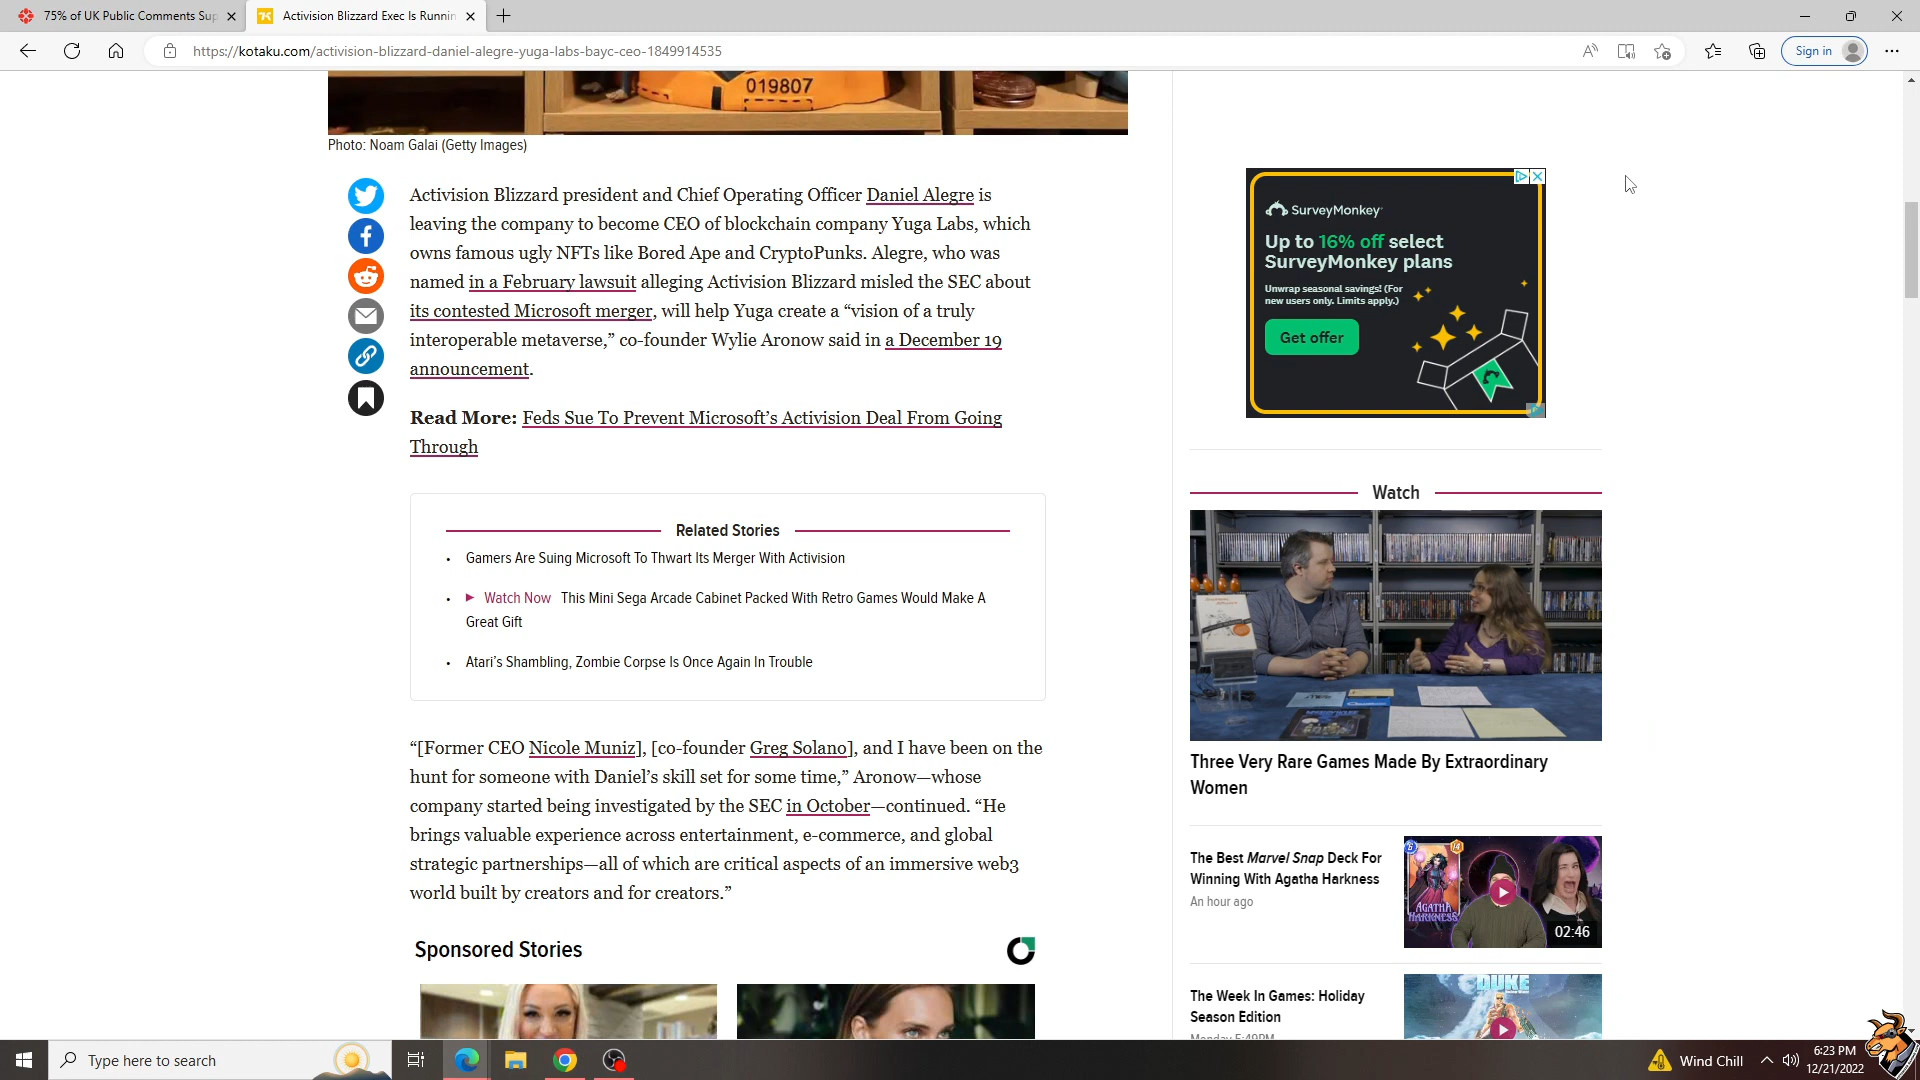 75% of UK Public Comments Sup
Activision Blizzard Exec Is Runnin
https://kotaku.com/activision-blizzard-daniel-alegre-yuga-labs-bayc-ceo-1849914535
Sign in
019807
Photo: Noam Galai (Getty Images)
Activision Blizzard president and Chief Operating Officer Daniel Alegre is
leaving the company to become CEO of blockchain company Yuga Labs, which
owns famous ugly NFTs like Bored Ape and CryptoPunks. Alegre, who was
named in a February lawsuit alleging Activision Blizzard misled the SEC about
its contested Microsoft merger, will help Yuga create a “vision of a truly
interoperable metaverse,” co-founder Wylie Aronow said in a December 19
announcement.
Read More: Feds Sue To Prevent Microsoft’s Activision Deal From Going
Through
Related Stories
• Gamers Are Suing Microsoft To Thwart Its Merger With Activision
• Watch Now This Mini Sega Arcade Cabinet Packed With Retro Games Would Make A
Great Gift
• Atari’s Shambling, Zombie Corpse Is Once Again In Trouble
“[Former CEO Nicole Muniz], [co-founder Greg Solano], and I have been on the
hunt for someone with Daniel’s skill set for some time,” Aronow—whose
company started being investigated by the SEC in October—continued. “He
brings valuable experience across entertainment, e-commerce, and global
strategic partnerships—all of which are critical aspects of an immersive web3
world built by creators and for creators.”
Sponsored Stories
SurveyMonkey
Up to 16% off select
SurveyMonkey plans
Unwrap seasonal savings! (For
new users only. Limits apply.)
Get offer
Watch
Three Very Rare Games Made By Extraordinary
Women
The Best Marvel Snap Deck For
Winning With Agatha Harkness
An hour ago
AGATHA
HARKNESS
02:46
The Week In Games: Holiday
Season Edition
Monday 5:49PM
DUKE
Type here to search
Wind Chill
6:23 PM
12/21/2022